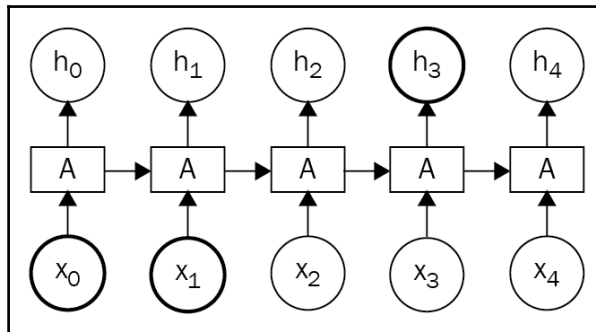 h₀ h₁ h₂ h₃ h₄
A A A A A
x₀ x₁ x₂ x₃ x₄